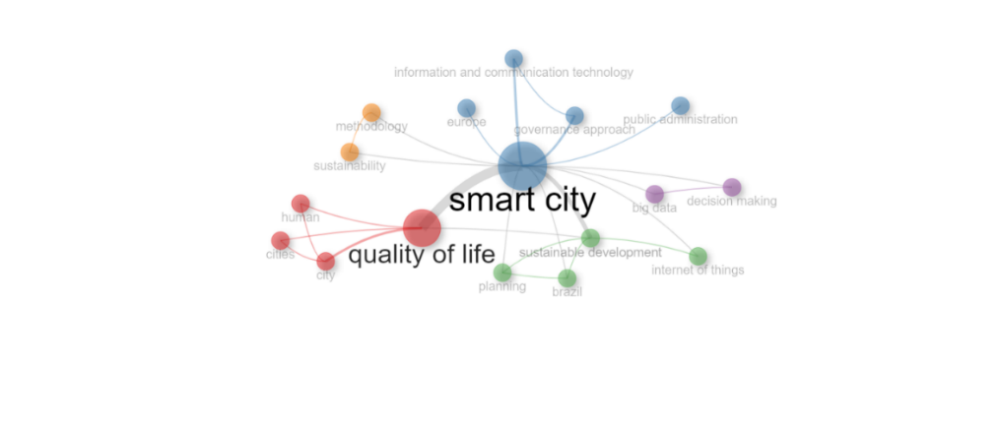 information and communication technology
methodology
europe
governance approach
public administration
sustainability
smart city
big data
decision making
human
cities
quality of life
sustainable development
internet of things
city
planning
brazil